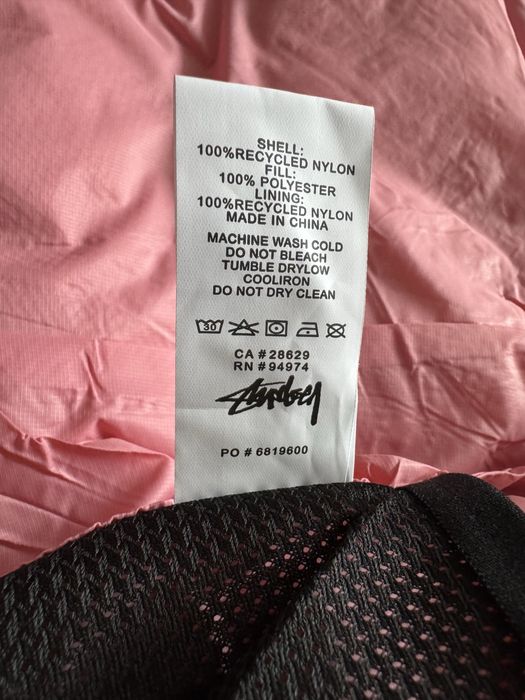 SHELL:
100%RECYCLED NYLON
FILL:
100% POLYESTER
LINING:
100%RECYCLED NYLON
MADE IN CHINA
MACHINE WASH COLD
DO NOT BLEACH
TUMBLE DRYLOW
COOLIRON
DO NOT DRY CLEAN
30
CA # 28629
RN # 94974
Stüssy
PO # 6819600